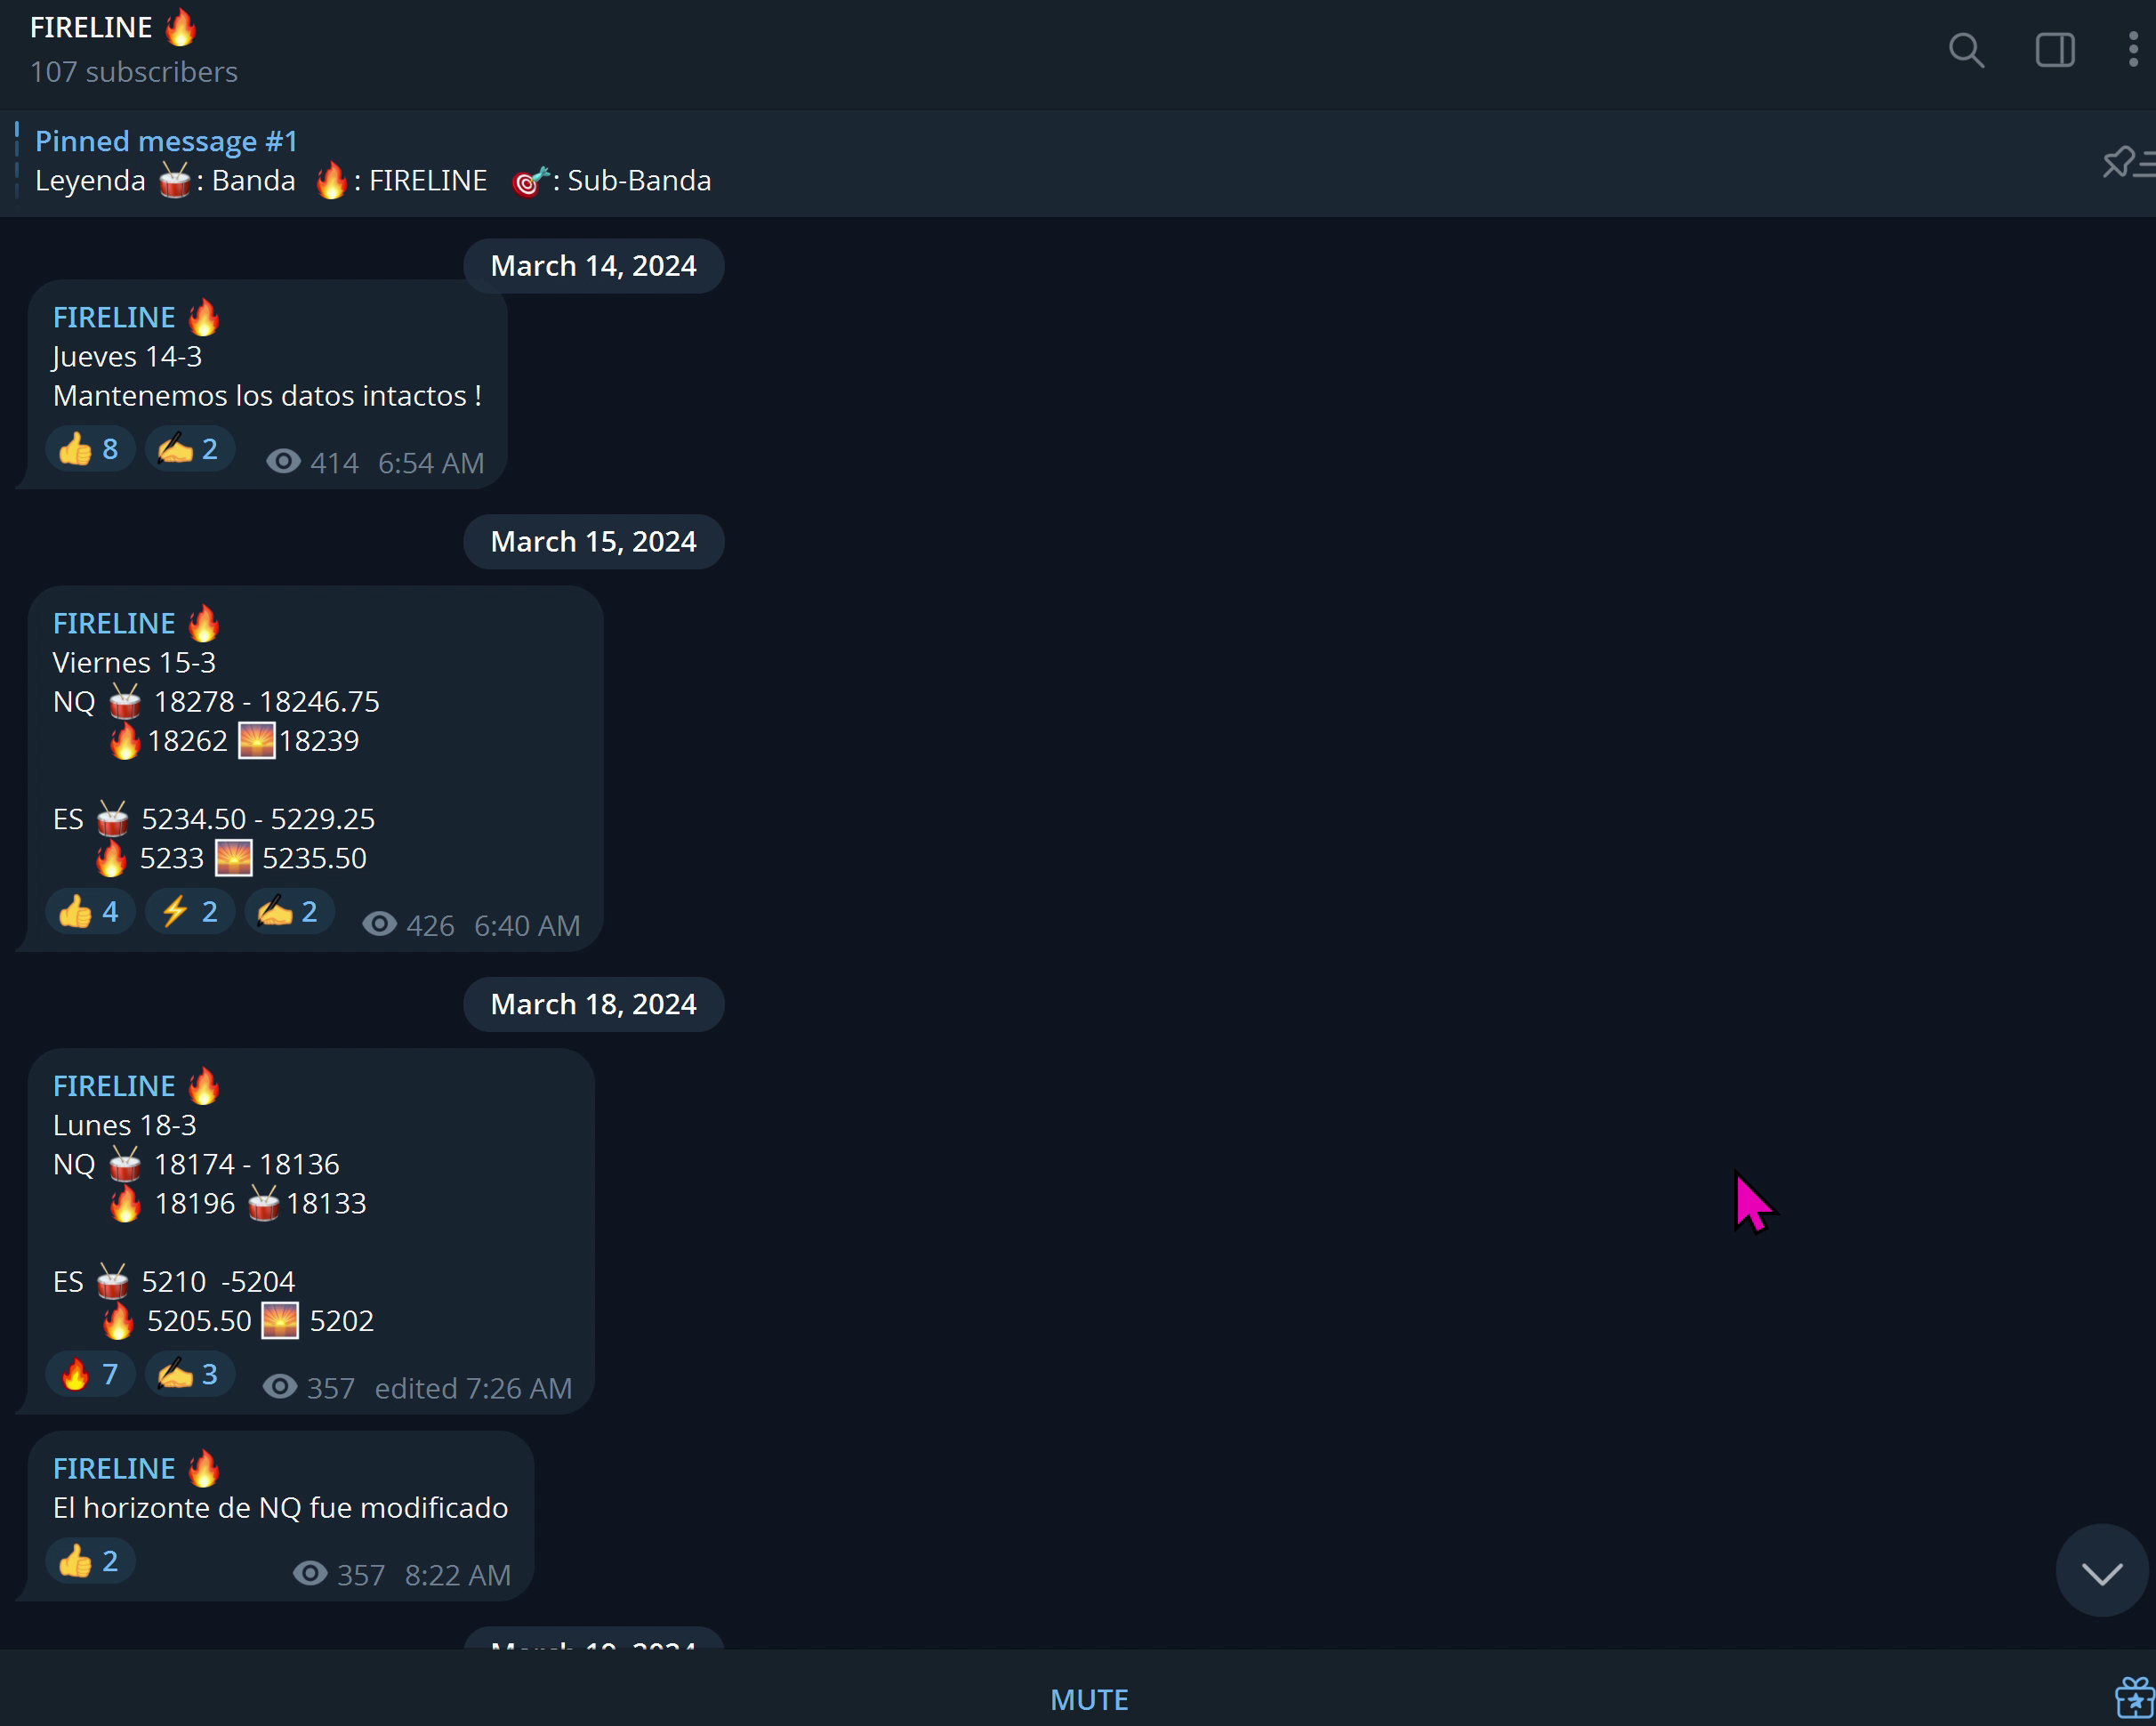 FIRELINE 🔥
107 subscribers
Pinned message #1
Leyenda 🥁: Banda 🔥: FIRELINE 🎯: Sub-Banda
March 14, 2024
FIRELINE 🔥
Jueves 14-3
Mantenemos los datos intactos !
👍 8 ✍️ 2 414 6:54 AM
March 15, 2024
FIRELINE 🔥
Viernes 15-3
NQ 🥁 18278 - 18246.75
🔥18262 🌅18239
ES 🥁 5234.50 - 5229.25
🔥 5233 🌅 5235.50
👍 4 ⚡ 2 ✍️ 2 426 6:40 AM
March 18, 2024
FIRELINE 🔥
Lunes 18-3
NQ 🥁 18174 - 18136
🔥 18196 🥁18133
ES 🥁 5210 -5204
🔥 5205.50 🌅 5202
🔥 7 ✍️ 3 357 edited 7:26 AM
FIRELINE 🔥
El horizonte de NQ fue modificado
👍 2 357 8:22 AM
March 19, 2024
MUTE